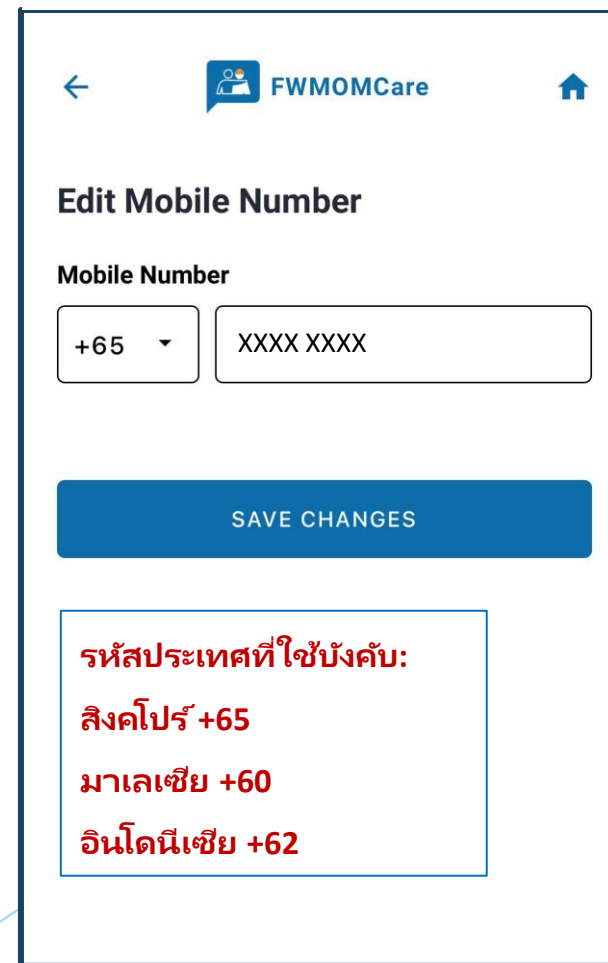 FWMOMCare
Edit Mobile Number
Mobile Number
+65 XXXX XXXX
SAVE CHANGES
รหัสประเทศที่ใช้บังคับ:
สิงคโปร์ +65
มาเลเซีย +60
อินโดนีเซีย +62